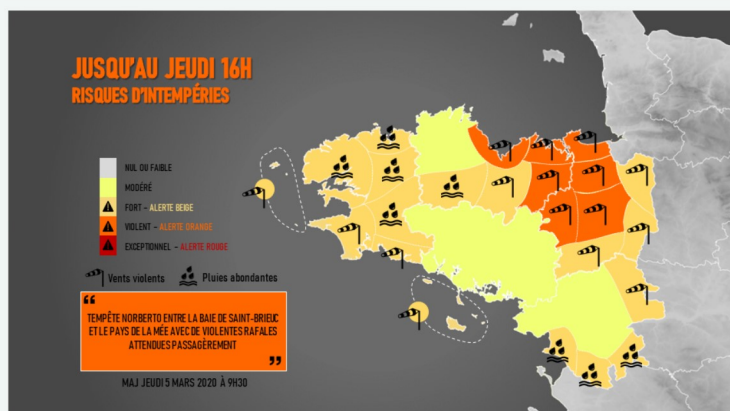 JUSQU'AU JEUDI 16H
RISQUES D'INTEMPÉRIES
NUL OU FAIBLE
MODÉRÉ
FORT – ALERTE BEIGE
VIOLENT – ALERTE ORANGE
EXCEPTIONNEL – ALERTE ROUGE
Vents violents
Pluies abondantes
“
TEMPÊTE NORBERTO ENTRE LA BAIE DE SAINT-BRIEUC
ET LE PAYS DE LA MÉE AVEC DE VIOLENTES RAFALES
ATTENDUES PASSAGÈREMENT
”
MAJ JEUDI 5 MARS 2020 À 9H30